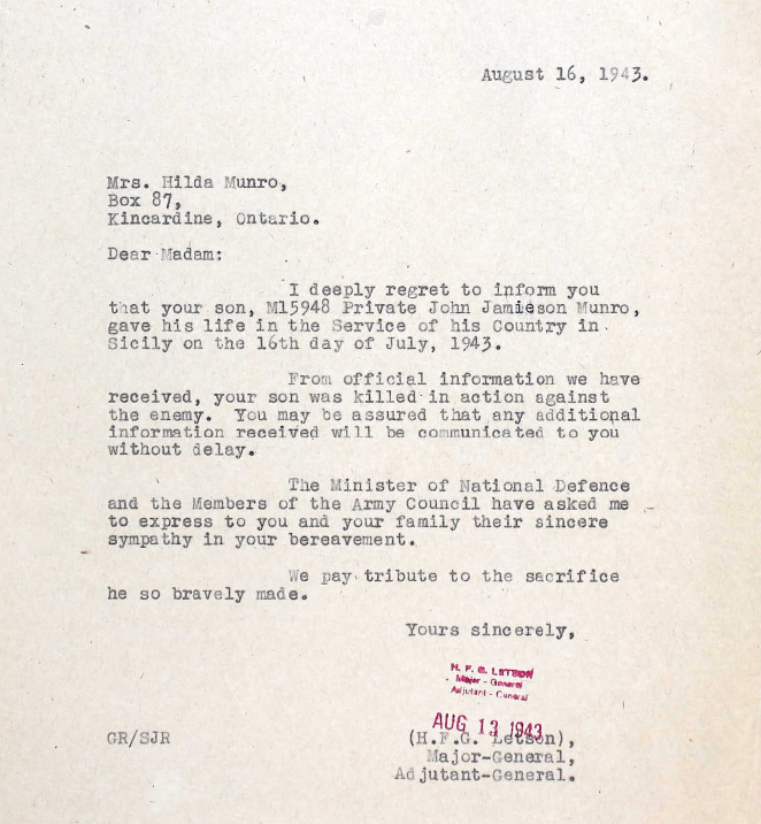 August 16, 1943.
Mrs. Hilda Munro,
Box 87,
Kincardine, Ontario.
Dear Madam:
I deeply regret to inform you
that your son, M15948 Private John Jamieson Munro,
gave his life in the Service of his Country in
Sicily on the 16th day of July, 1943.
From official information we have
received, your son was killed in action against
the enemy. You may be assured that any additional
information received will be communicated to you
without delay.
The Minister of National Defence
and the Members of the Army Council have asked me
to express to you and your family their sincere
sympathy in your bereavement.
We pay tribute to the sacrifice
he so bravely made.
Yours sincerely,
H. F. G. LETSON
Major - General
Adjutant - General
AUG 13 1943
GR/SJR (H.F.G. Letson),
Major-General,
Adjutant-General.